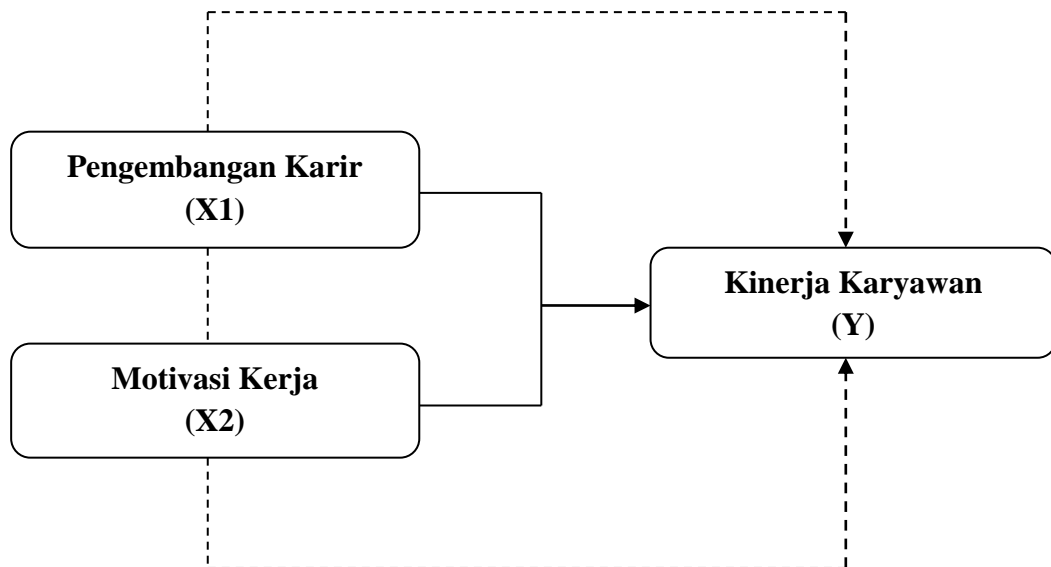 Pengembangan Karir
(X1)
Motivasi Kerja
(X2)
Kinerja Karyawan
(Y)